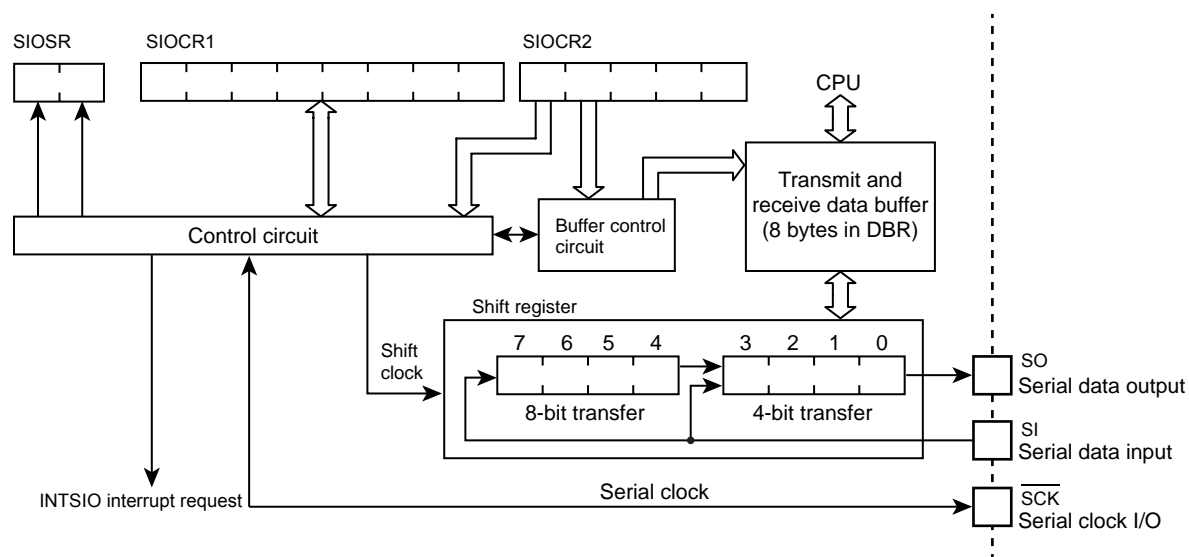 SIOSR
SIOCR1
SIOCR2
CPU
Transmit and
receive data buffer
(8 bytes in DBR)
Control circuit
Buffer control
circuit
Shift register
7 6 5 4 3 2 1 0
Shift
clock
8-bit transfer
4-bit transfer
SO
Serial data output
SI
Serial data input
INTSIO interrupt request
Serial clock
SCK
Serial clock I/O